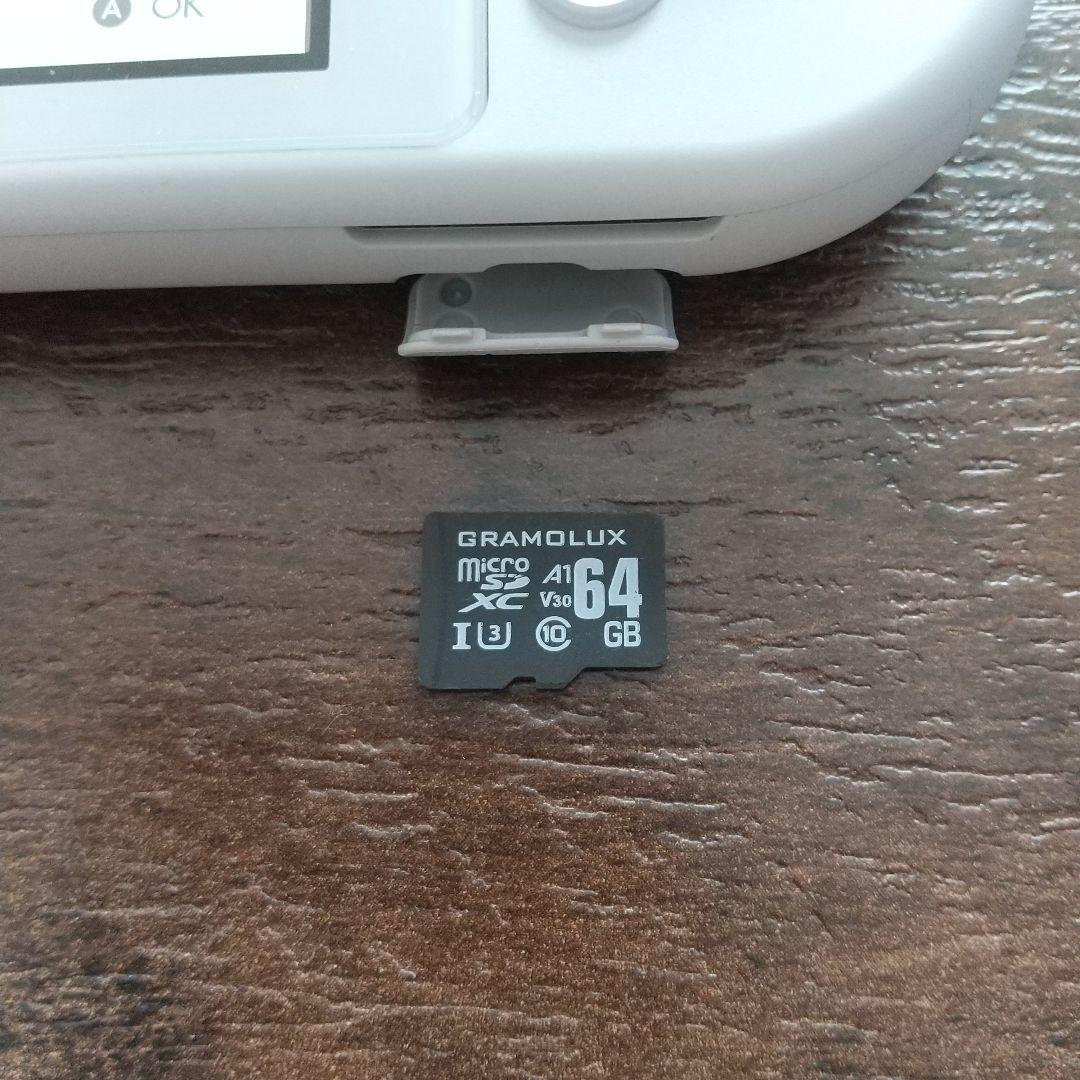 A OK
GRAMOLUX
micro SD XC A1 V30 64
I U3 10 GB